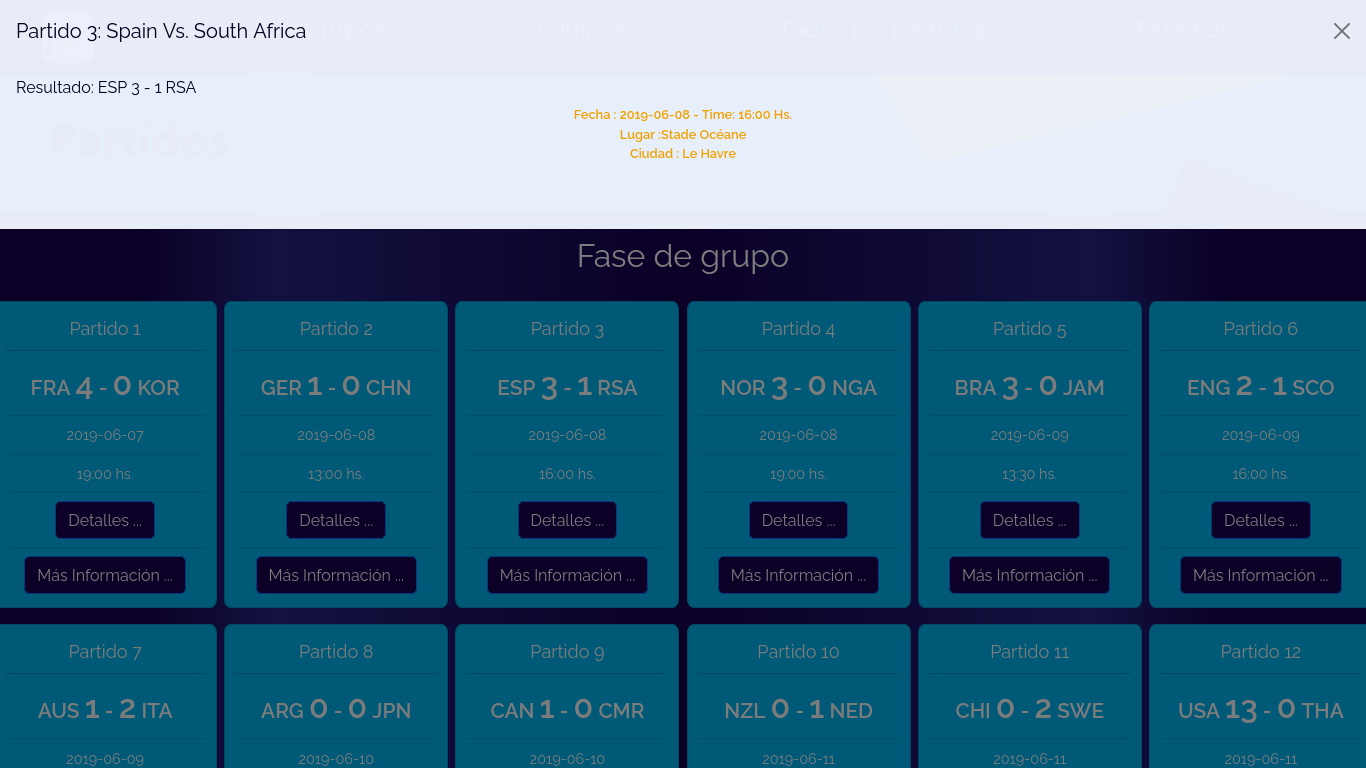 Partido 3: Spain Vs. South Africa
Grupos Equipos Todos los partidos Estadios
Resultado: ESP 3 - 1 RSA
Fecha : 2019-06-08 - Time: 16:00 Hs.
Lugar :Stade Océane
Ciudad : Le Havre
Partidos
Fase de grupo
Partido 1
FRA 4 - 0 KOR
2019-06-07
19:00 hs.
Detalles ...
Más Información ...
Partido 2
GER 1 - 0 CHN
2019-06-08
13:00 hs.
Detalles ...
Más Información ...
Partido 3
ESP 3 - 1 RSA
2019-06-08
16:00 hs.
Detalles ...
Más Información ...
Partido 4
NOR 3 - 0 NGA
2019-06-08
19:00 hs.
Detalles ...
Más Información ...
Partido 5
BRA 3 - 0 JAM
2019-06-09
13:30 hs.
Detalles ...
Más Información ...
Partido 6
ENG 2 - 1 SCO
2019-06-09
16:00 hs.
Detalles ...
Más Información ...
Partido 7
AUS 1 - 2 ITA
2019-06-09
Partido 8
ARG 0 - 0 JPN
2019-06-10
Partido 9
CAN 1 - 0 CMR
2019-06-10
Partido 10
NZL 0 - 1 NED
2019-06-11
Partido 11
CHI 0 - 2 SWE
2019-06-11
Partido 12
USA 13 - 0 THA
2019-06-11